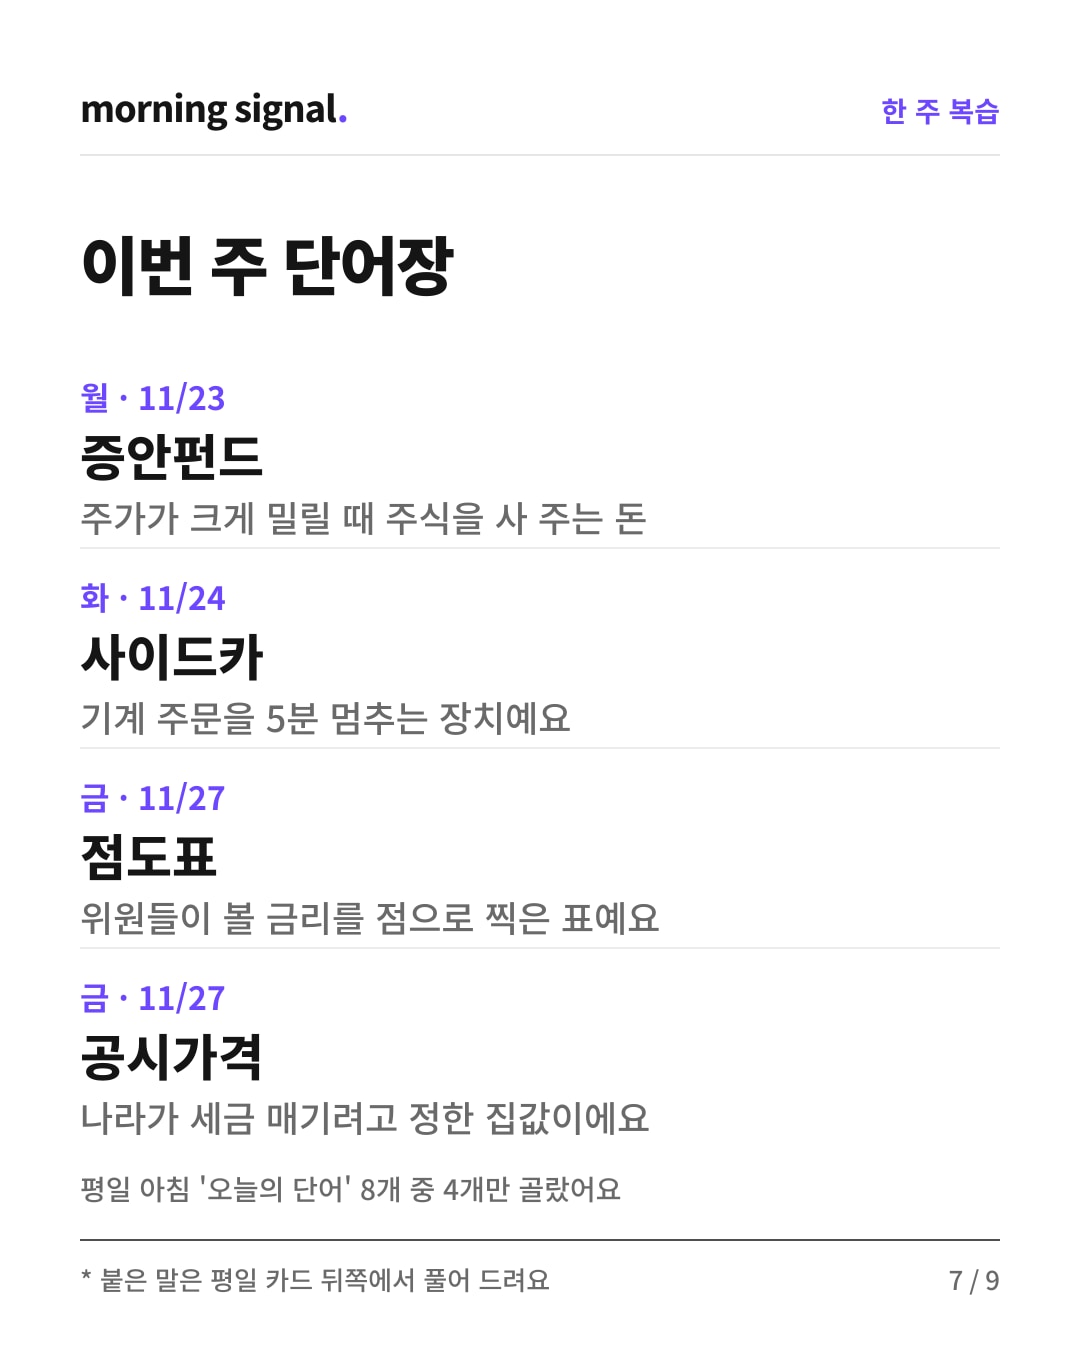 morning signal.
한 주 복습
이번 주 단어장
월 · 11/23
증안펀드
주가가 크게 밀릴 때 주식을 사 주는 돈
화 · 11/24
사이드카
기계 주문을 5분 멈추는 장치예요
금 · 11/27
점도표
위원들이 볼 금리를 점으로 찍은 표예요
금 · 11/27
공시가격
나라가 세금 매기려고 정한 집값이에요
평일 아침 '오늘의 단어' 8개 중 4개만 골랐어요
* 붙은 말은 평일 카드 뒤쪽에서 풀어 드려요
7 / 9